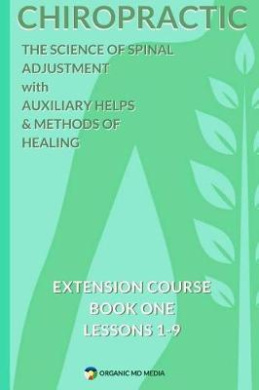 CHIROPRACTIC
THE SCIENCE OF SPINAL
ADJUSTMENT
with
AUXILIARY HELPS
& METHODS OF
HEALING
EXTENSION COURSE
BOOK ONE
LESSONS 1-9
ORGANIC MD MEDIA